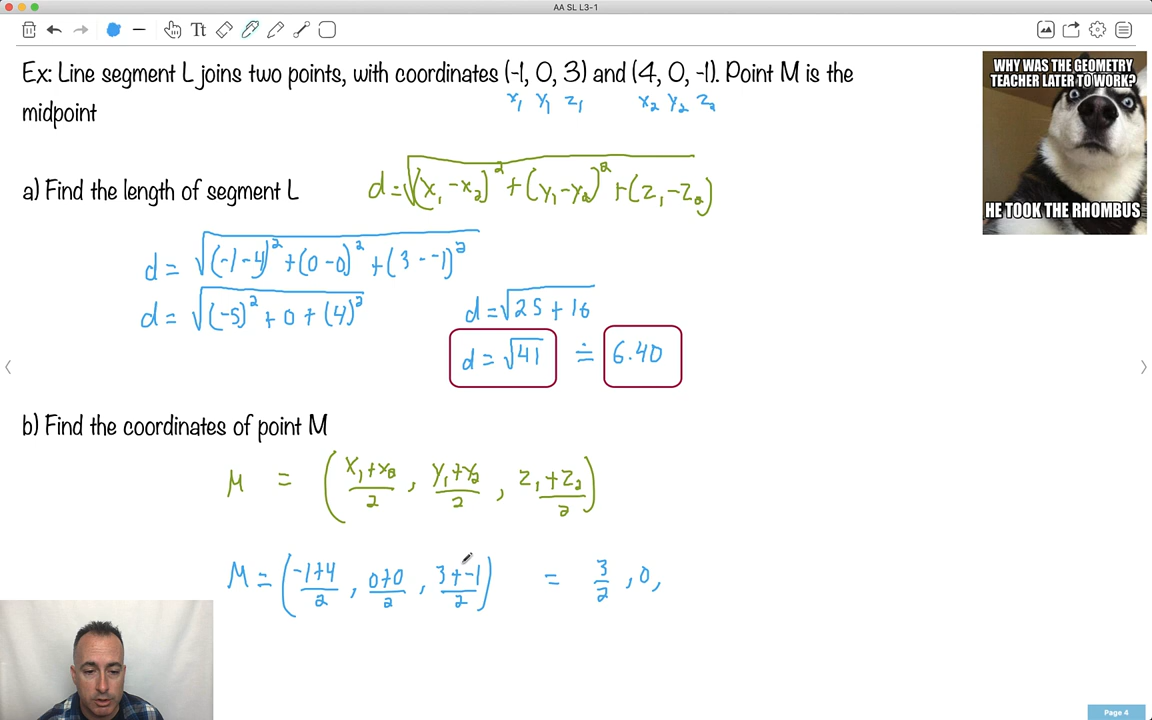 AA SL L3-1
Tt
Ex: Line segment L joins two points, with coordinates (-1, 0, 3) and (4, 0, -1). Point M is the
x₁ y₁ z₁ x₂ y₂ z₂
midpoint
WHY WAS THE GEOMETRY
TEACHER LATER TO WORK?
HE TOOK THE RHOMBUS
a) Find the length of segment L
d=√(x₁-x₂)²+(y₁-y₂)²+(z₁-z₂)
d = √(-1-4)²+(0-0)²+(3--1)²
d = √(-5)²+0+(4)²
d=√25+16
d = √41 ≐ 6.40
b) Find the coordinates of point M
M = (x₁+x₂/2, y₁+y₂/2, z₁+z₂/2)
M = (-1+4/2, 0+0/2, 3+-1/2) = 3/2, 0,
Page 4